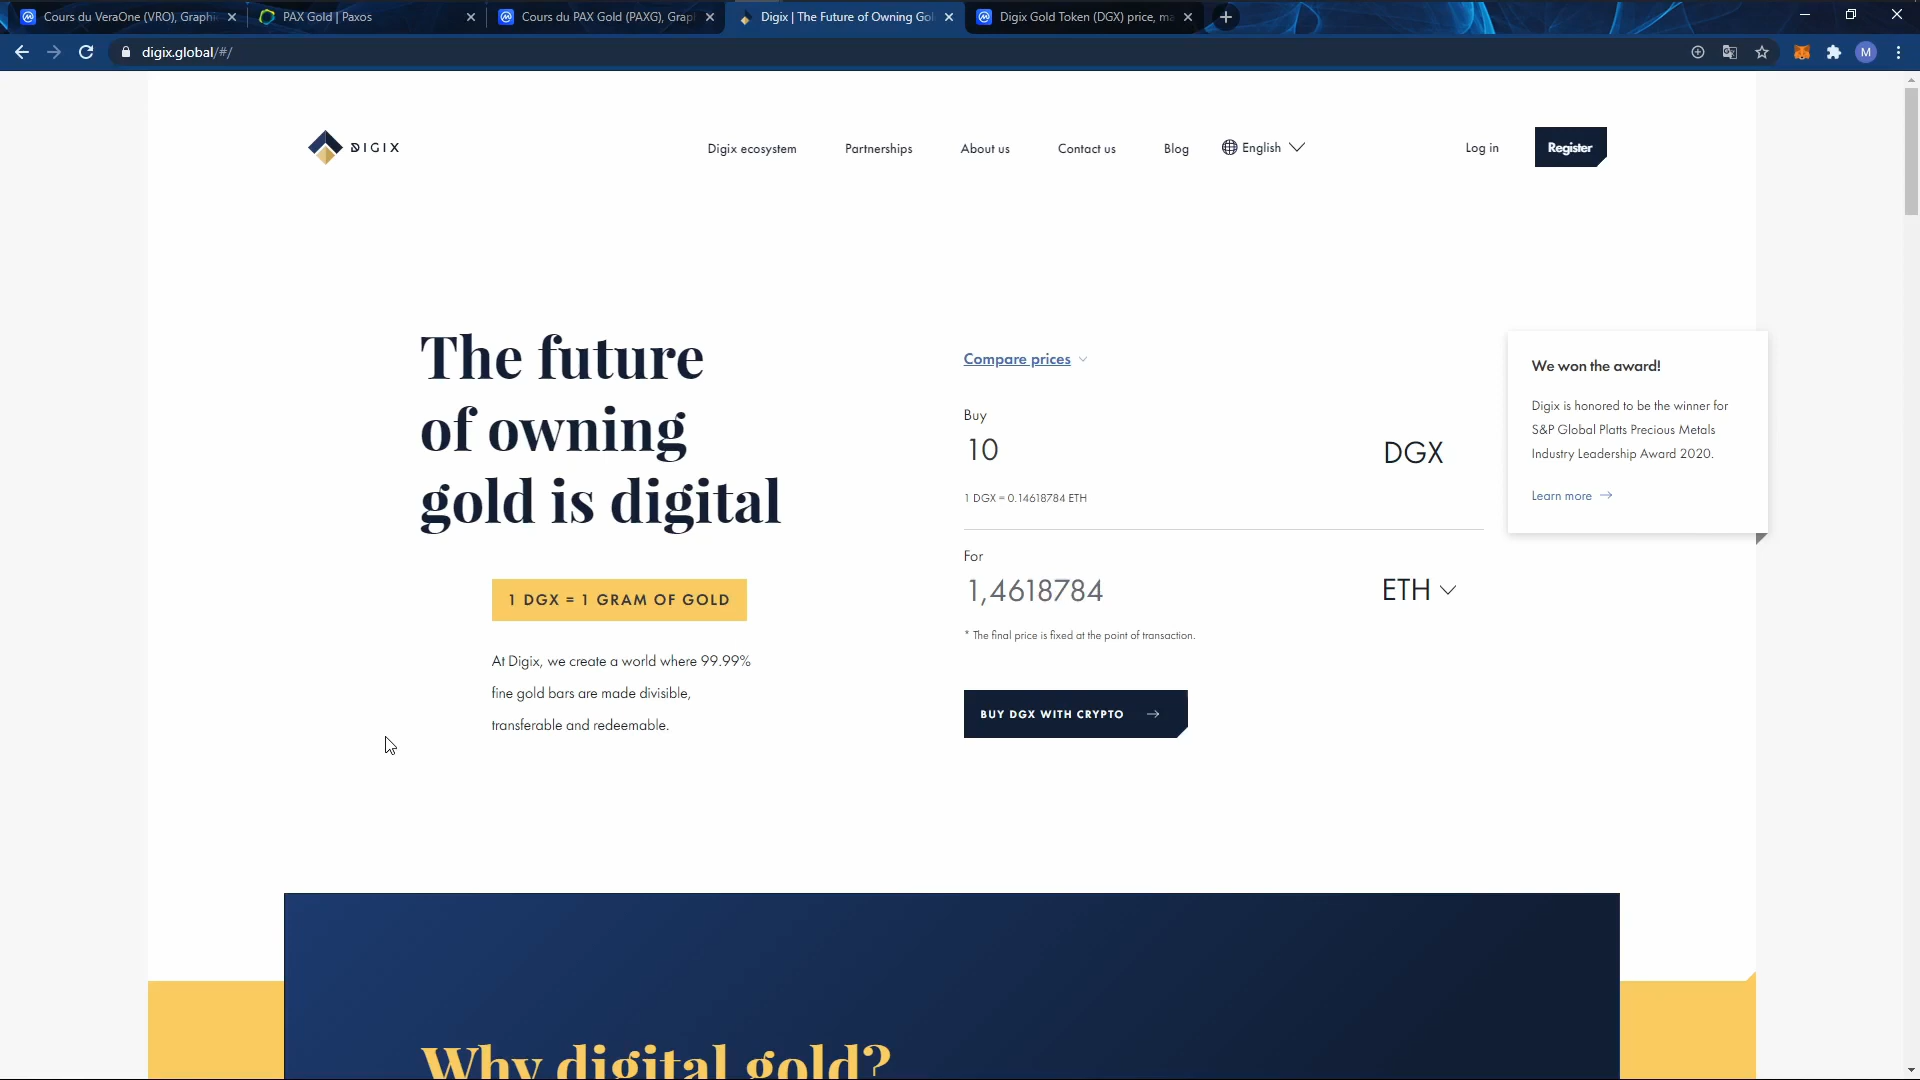 Cours du VeraOne (VRO), Graphi
PAX Gold | Paxos
Cours du PAX Gold (PAXG), Grap
Digix | The Future of Owning Gol
Digix Gold Token (DGX) price, ma
digix.global/#/
M
DIGIX
Digix ecosystem
Partnerships
About us
Contact us
Blog
English
Log in
Register
The future
of owning
gold is digital
1 DGX = 1 GRAM OF GOLD
At Digix, we create a world where 99.99%
fine gold bars are made divisible,
transferable and redeemable.
Compare prices
Buy
10
DGX
1 DGX = 0.14618784 ETH
For
1,4618784
ETH
* The final price is fixed at the point of transaction.
BUY DGX WITH CRYPTO
We won the award!
Digix is honored to be the winner for
S&P Global Platts Precious Metals
Industry Leadership Award 2020.
Learn more
Why digital gold?